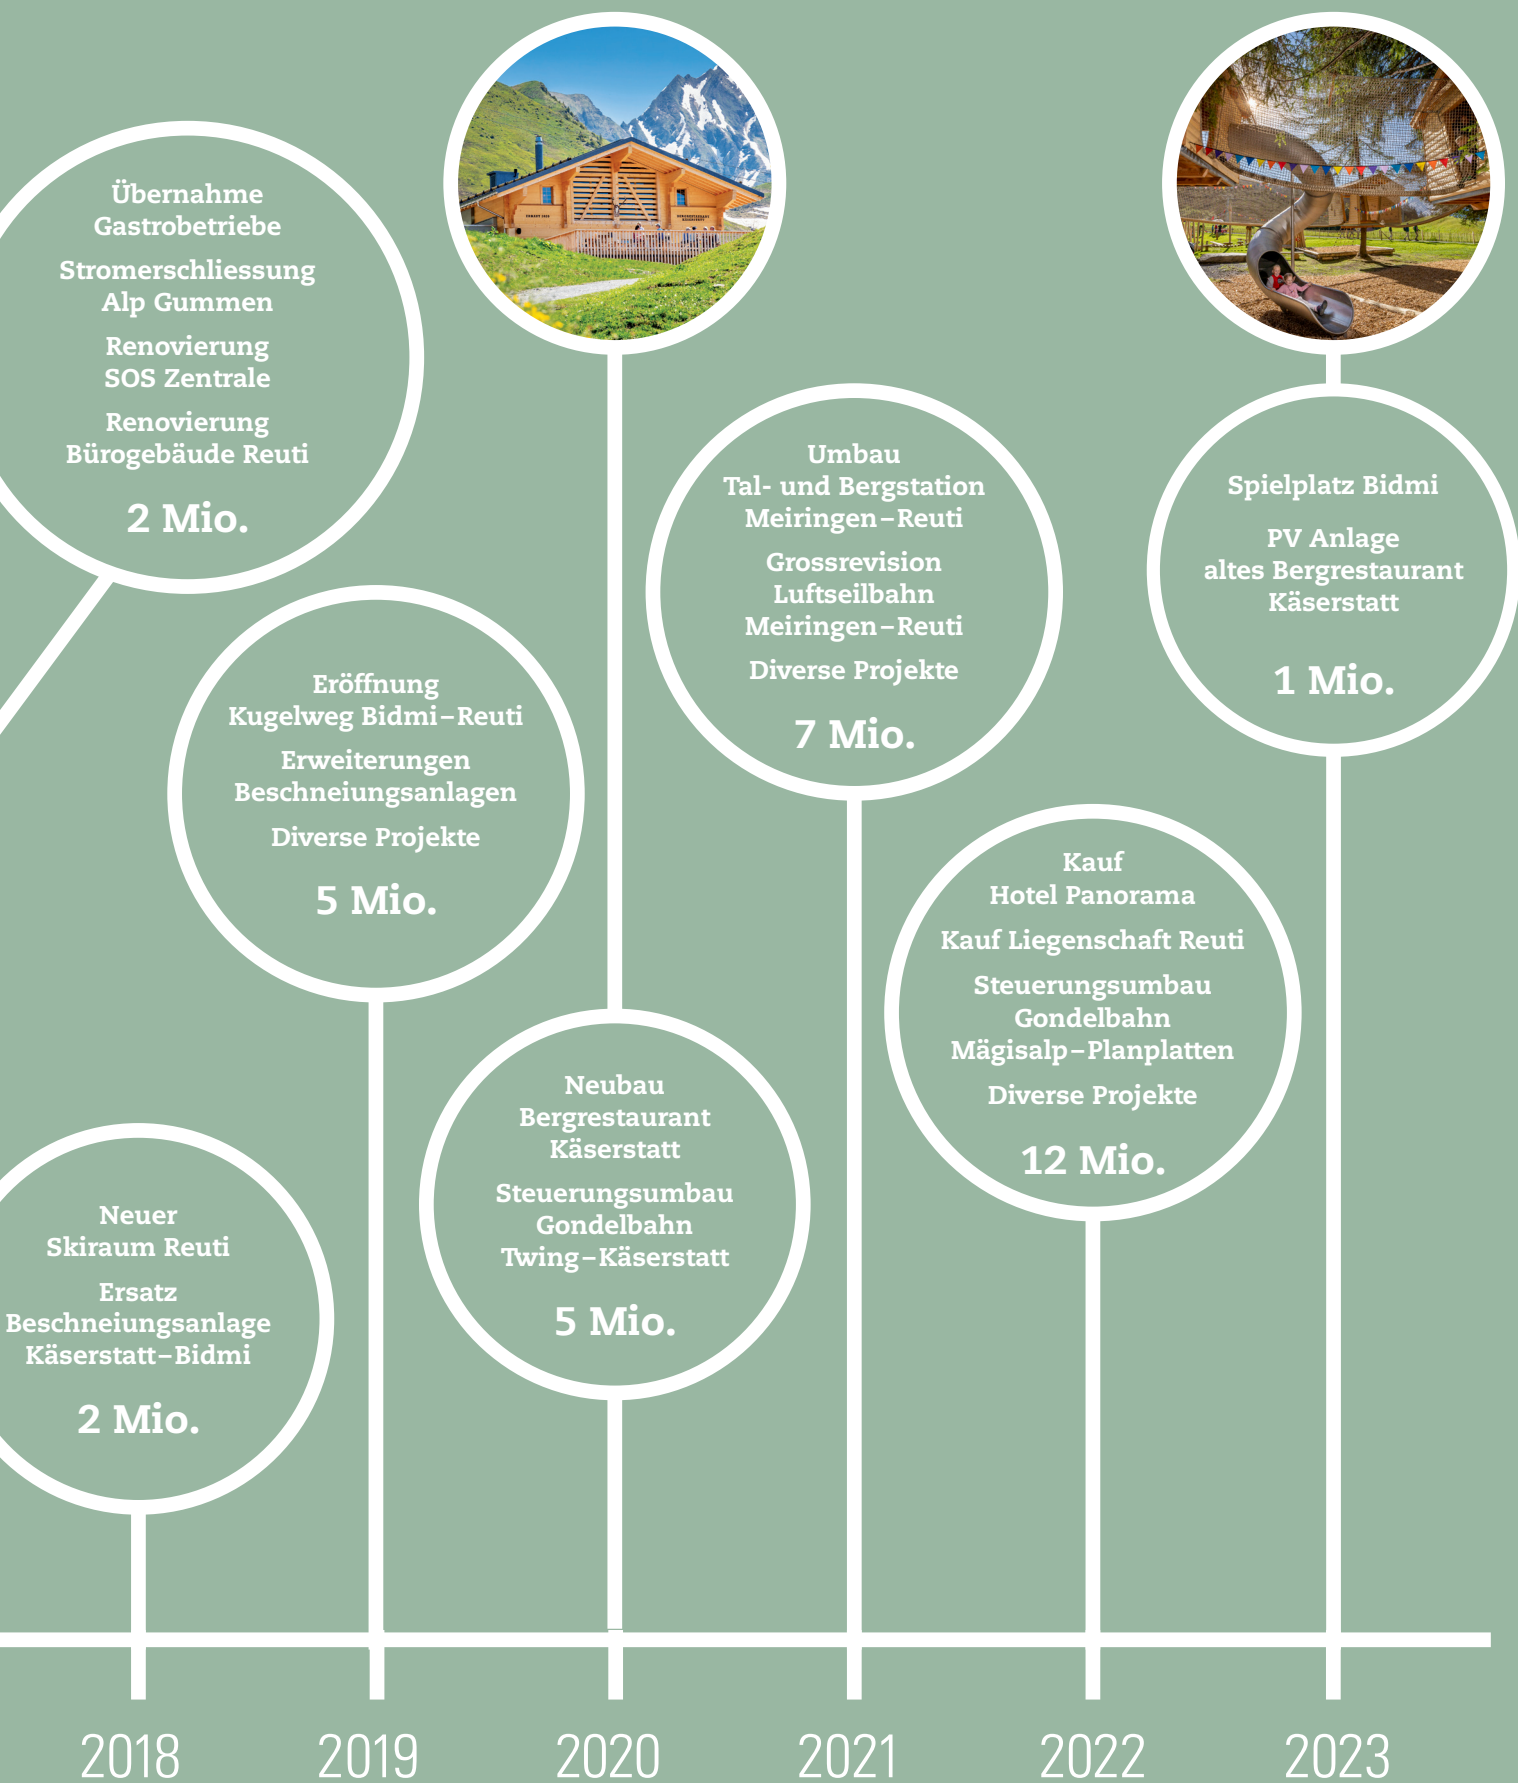 Übernahme
Gastrobetriebe
Stromerschliessung
Alp Gummen
Renovierung
SOS Zentrale
Renovierung
Bürogebäude Reuti
2 Mio.
Neuer
Skiraum Reuti
Ersatz
Beschneiungsanlage
Käserstatt–Bidmi
2 Mio.
Eröffnung
Kugelweg Bidmi–Reuti
Erweiterungen
Beschneiungsanlagen
Diverse Projekte
5 Mio.
Neubau
Bergrestaurant
Käserstatt
Steuerungsumbau
Gondelbahn
Twing–Käserstatt
5 Mio.
Umbau
Tal- und Bergstation
Meiringen–Reuti
Grossrevision
Luftseilbahn
Meiringen–Reuti
Diverse Projekte
7 Mio.
Kauf
Hotel Panorama
Kauf Liegenschaft Reuti
Steuerungsumbau
Gondelbahn
Mägisalp–Planplatten
Diverse Projekte
12 Mio.
Spielplatz Bidmi
PV Anlage
altes Bergrestaurant
Käserstatt
1 Mio.
2018
2019
2020
2021
2022
2023